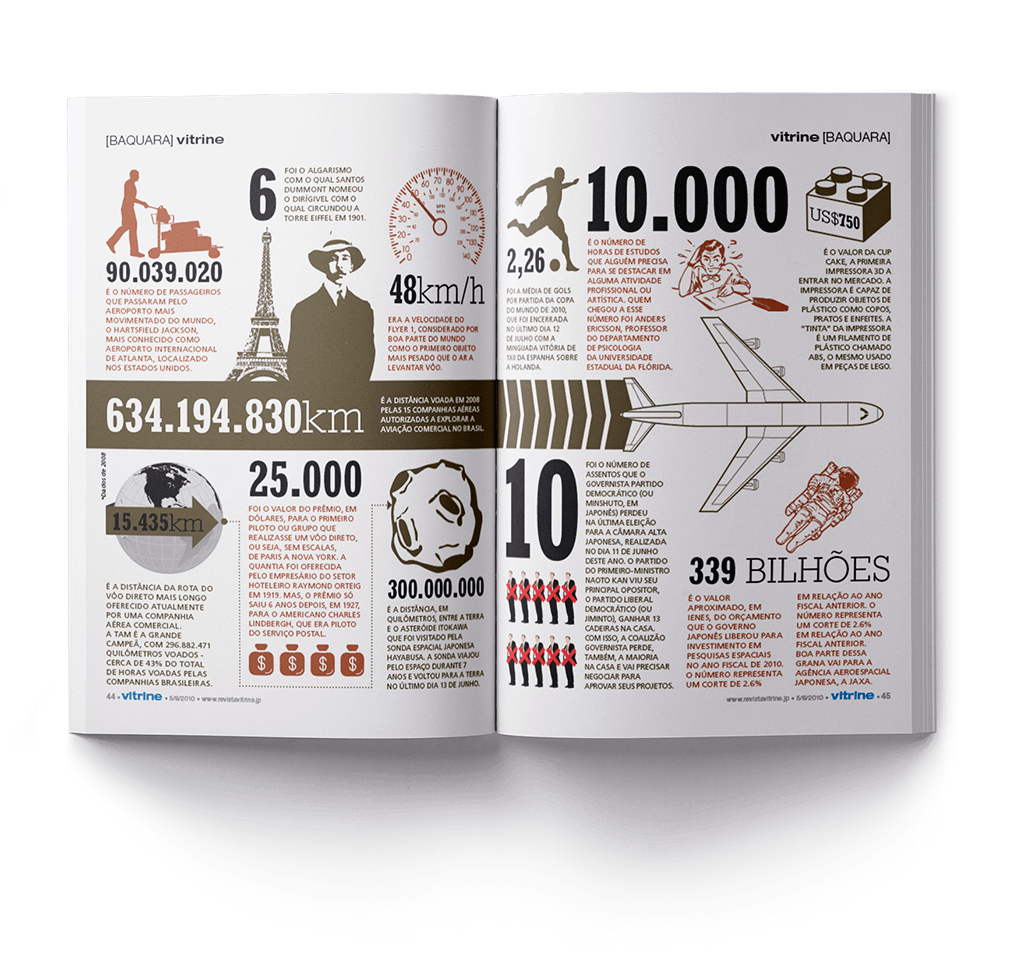 [BAQUARA] vitrine
90.039.020
É O NÚMERO DE PASSAGEIROS
QUE PASSARAM PELO
AEROPORTO MAIS
MOVIMENTADO DO MUNDO,
O HARTSFIELD JACKSON,
MAIS CONHECIDO COMO
AEROPORTO INTERNACIONAL
DE ATLANTA, LOCALIZADO
NOS ESTADOS UNIDOS.
6
FOI O ALGARISMO
COM O QUAL SANTOS
DUMMONT NOMEOU
O DIRÍGIVEL COM O
QUAL CIRCUNDOU A
TORRE EIFFEL EM 1901.
48km/h
ERA A VELOCIDADE DO
FLYER 1, CONSIDERADO POR
BOA PARTE DO MUNDO
COMO O PRIMEIRO OBJETO
MAIS PESADO QUE O AR A
LEVANTAR VÔO.
634.194.830km
É A DISTÂNCIA VOADA EM 2008
PELAS 15 COMPANHIAS AÉREAS
AUTORIZADAS A EXPLORAR A
AVIAÇÃO COMERCIAL NO BRASIL.
*Dados de 2008
15.435km
É A DISTÂNCIA DA ROTA DO
VÔO DIRETO MAIS LONGO
OFERECIDO ATUALMENTE
POR UMA COMPANHIA
AÉREA COMERCIAL.
A TAM É A GRANDE
CAMPEÃ, COM 296.882.471
QUILÔMETROS VOADOS –
CERCA DE 43% DO TOTAL
DE HORAS VOADAS PELAS
COMPANHIAS BRASILEIRAS.
25.000
FOI O VALOR DO PRÊMIO, EM
DÓLARES, PARA O PRIMEIRO
PILOTO OU GRUPO QUE
REALIZASSE UM VÔO DIRETO,
OU SEJA, SEM ESCALAS,
DE PARIS A NOVA YORK. A
QUANTIA FOI OFERECIDA
PELO EMPRESÁRIO DO SETOR
HOTELEIRO RAYMOND ORTEIG
EM 1919. MAS, O PRÊMIO SÓ
SAIU 6 ANOS DEPOIS, EM 1927,
PARA O AMERICANO CHARLES
LINDBERGH, QUE ERA PILOTO
DO SERVIÇO POSTAL.
$ $ $ $
300.000.000
É A DISTÂNCIA, EM
QUILÔMETROS, ENTRE A TERRA
E O ASTERÓIDE ITOKAWA
QUE FOI VISITADO PELA
SONDA ESPACIAL JAPONESA
HAYABUSA. A SONDA VIAJOU
PELO ESPAÇO DURANTE 7
ANOS E VOLTOU PARA A TERRA
NO ÚLTIMO DIA 13 DE JUNHO.
44 • vitrine • 5/6/2010 • www.revistavitrine.jp
vitrine [BAQUARA]
2,26
FOI A MÉDIA DE GOLS
POR PARTIDA DA COPA
DO MUNDO DE 2010,
QUE FOI ENCERRADA
NO ÚLTIMO DIA 12
DE JULHO COM A
MINGUADA VITÓRIA DE
1X0 DA ESPANHA SOBRE
A HOLANDA.
10.000
É O NÚMERO DE
HORAS DE ESTUDOS
QUE ALGUÉM PRECISA
PARA SE DESTACAR EM
ALGUMA ATIVIDADE
PROFISSIONAL OU
ARTÍSTICA. QUEM
CHEGOU A ESSE
NÚMERO FOI ANDERS
ERICSSON, PROFESSOR
DO DEPARTAMENTO
DE PSICOLOGIA
DA UNIVERSIDADE
ESTADUAL DA FLÓRIDA.
US$750
É O VALOR DA CUP
CAKE, A PRIMEIRA
IMPRESSORA 3D A
ENTRAR NO MERCADO. A
IMPRESSORA É CAPAZ DE
PRODUZIR OBJETOS DE
PLÁSTICO COMO COPOS,
PRATOS E ENFEITES. A
"TINTA" DA IMPRESSORA
É UM FILAMENTO DE
PLÁSTICO CHAMADO
ABS, O MESMO USADO
EM PEÇAS DE LEGO.
10
FOI O NÚMERO DE
ASSENTOS QUE O
GOVERNISTA PARTIDO
DEMOCRÁTICO (OU
MINSHUTO, EM
JAPONÊS) PERDEU
NA ÚLTIMA ELEIÇÃO
PARA A CÂMARA ALTA
JAPONESA, REALIZADA
NO DIA 11 DE JUNHO
DESTE ANO. O PARTIDO
DO PRIMEIRO-MINISTRO
NAOTO KAN VIU SEU
PRINCIPAL OPOSITOR,
O PARTIDO LIBERAL
DEMOCRÁTICO (OU
JIMINTO), GANHAR 13
CADEIRAS NA CASA.
COM ISSO, A COALIZÃO
GOVERNISTA PERDE,
TAMBÉM, A MAIORIA
NA CASA E VAI PRECISAR
NEGOCIAR PARA
APROVAR SEUS PROJETOS.
339 BILHÕES
É O VALOR
APROXIMADO, EM
IENES, DO ORÇAMENTO
QUE O GOVERNO
JAPONÊS LIBEROU PARA
INVESTIMENTO EM
PESQUISAS ESPACIAIS
NO ANO FISCAL DE 2010.
O NÚMERO REPRESENTA
UM CORTE DE 2.6%
EM RELAÇÃO AO ANO
FISCAL ANTERIOR. O
NÚMERO REPRESENTA
UM CORTE DE 2.6%
EM RELAÇÃO AO ANO
FISCAL ANTERIOR.
BOA PARTE DESSA
GRANA VAI PARA A
AGÊNCIA AEROESPACIAL
JAPONESA, A JAXA.
www.revistavitrine.jp • 5/6/2010 • vitrine • 45